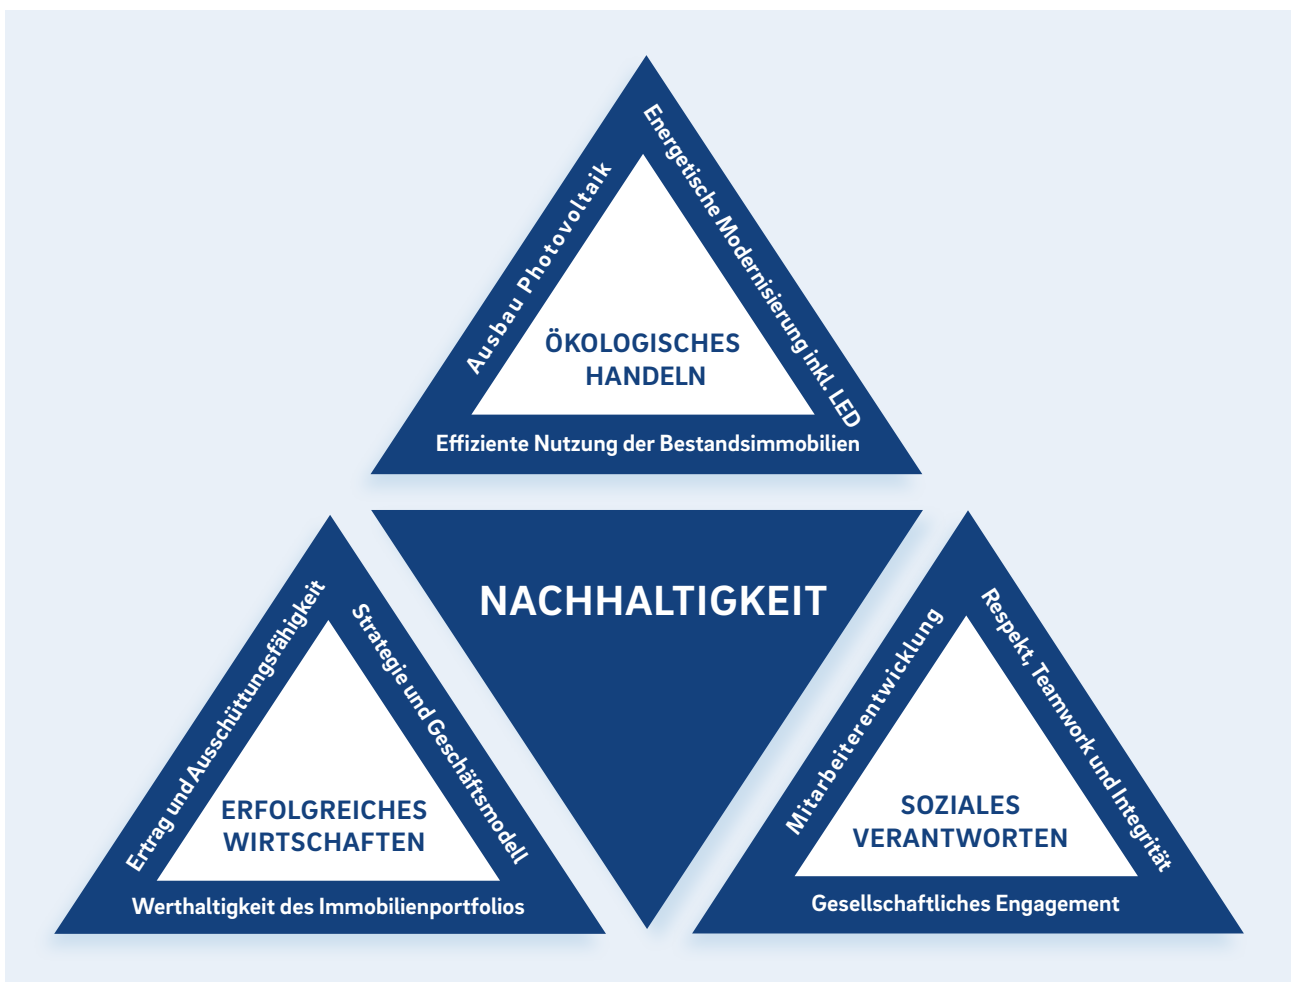 Ausbau Photovoltaik
Energetische Modernisierung inkl. LED
ÖKOLOGISCHES
HANDELN
Effiziente Nutzung der Bestandsimmobilien
NACHHALTIGKEIT
Ertrag und Ausschüttungsfähigkeit
Strategie und Geschäftsmodell
ERFOLGREICHES
WIRTSCHAFTEN
Werthaltigkeit des Immobilienportfolios
Mitarbeiterentwicklung
Respekt, Teamwork und Integrität
SOZIALES
VERANTWORTEN
Gesellschaftliches Engagement